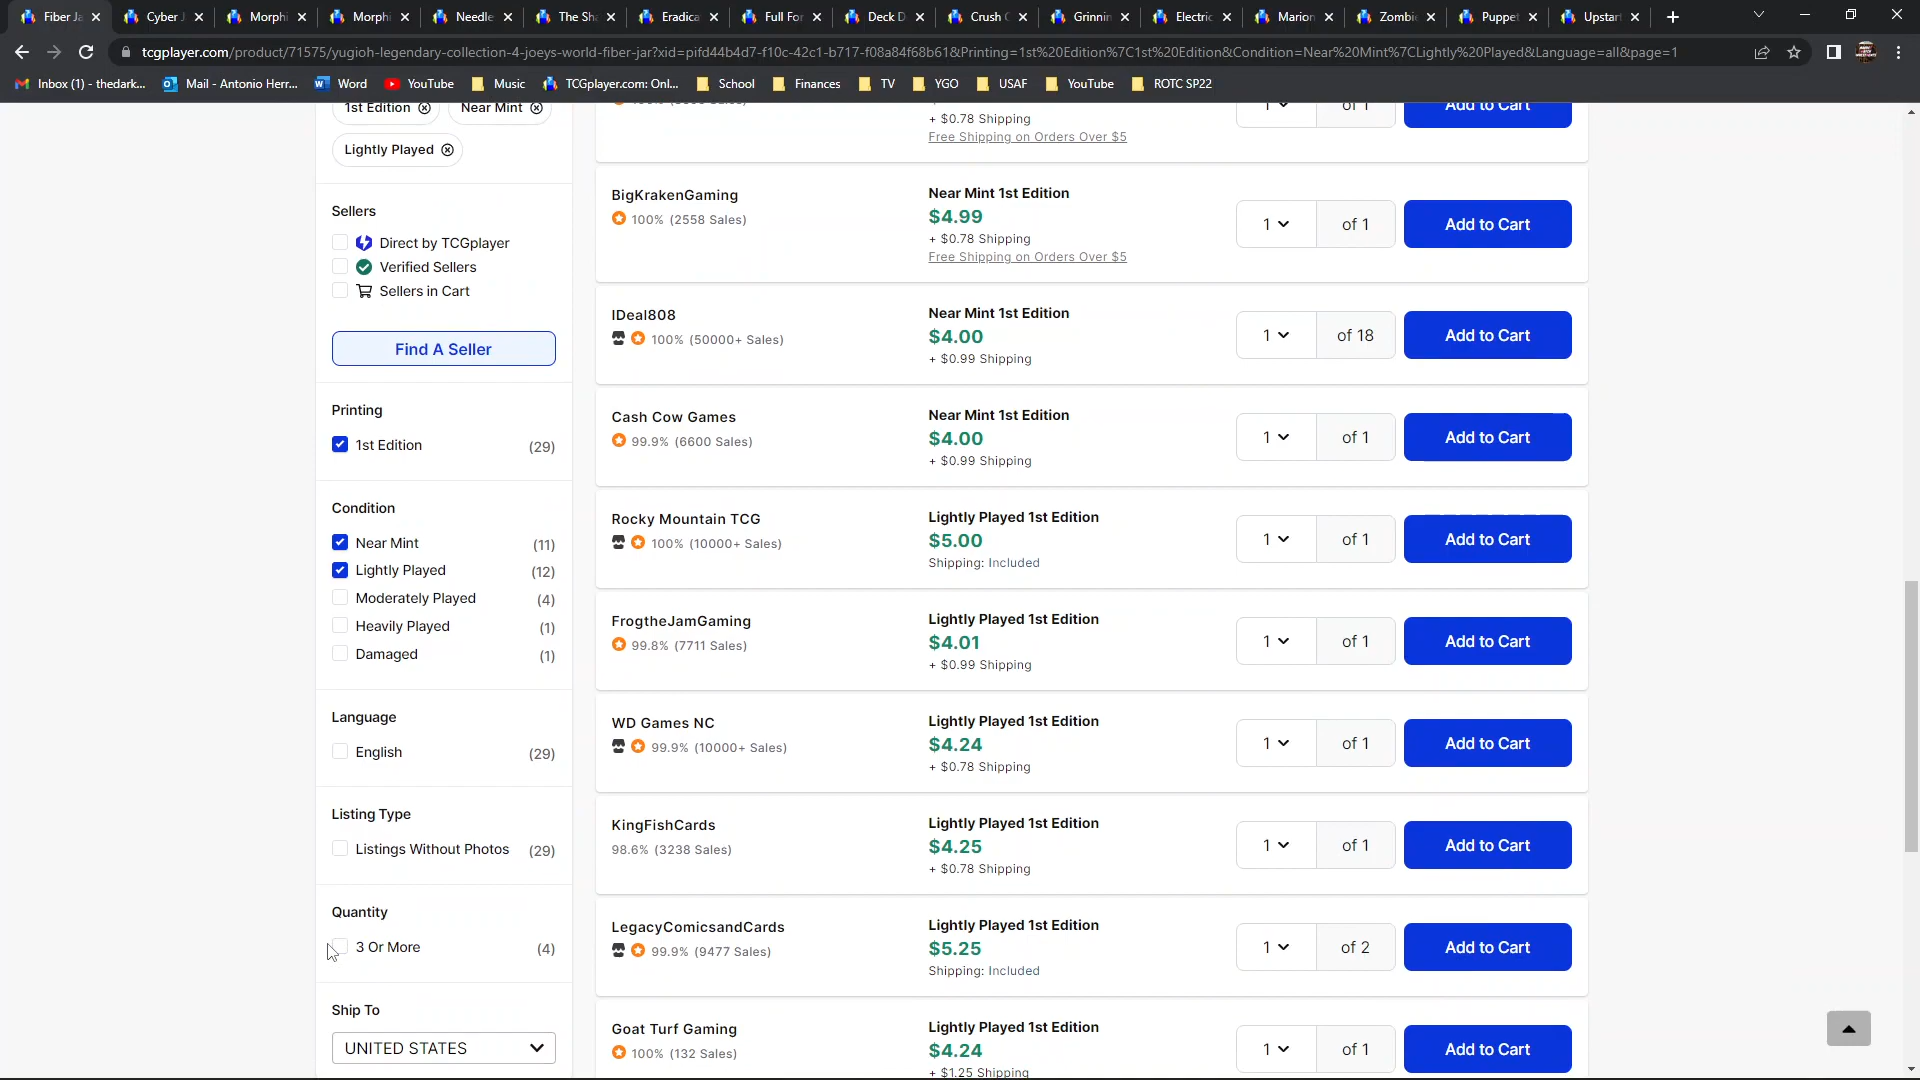 Fiber Ja
Cyber J
Morphi
Morphi
Needle
The Sha
Eradica
Full For
Deck D
Crush C
Grinnin
Electric
Marion
Zombie
Puppet
Upstart
tcgplayer.com/product/71575/yugioh-legendary-collection-4-joeys-world-fiber-jar?xid=pifd44b4d7-f10c-42c1-b717-f08a84f68b61&Printing=1st%20Edition%7C1st%20Edition&Condition=Near%20Mint%7CLightly%20Played&Language=all&page=1
Inbox (1) - thedark...
Mail - Antonio Herr...
Word
YouTube
Music
TCGplayer.com: Onl...
School
Finances
TV
YGO
USAF
YouTube
ROTC SP22
1st Edition
Near Mint
Lightly Played
Sellers
Direct by TCGplayer
Verified Sellers
Sellers in Cart
Find A Seller
Printing
1st Edition (29)
Condition
Near Mint (11)
Lightly Played (12)
Moderately Played (4)
Heavily Played (1)
Damaged (1)
Language
English (29)
Listing Type
Listings Without Photos (29)
Quantity
3 Or More (4)
Ship To
UNITED STATES
+ $0.78 Shipping
Free Shipping on Orders Over $5
1 of 1 Add to Cart
BigKrakenGaming
100% (2558 Sales)
Near Mint 1st Edition
$4.99
+ $0.78 Shipping
Free Shipping on Orders Over $5
1 of 1 Add to Cart
IDeal808
100% (50000+ Sales)
Near Mint 1st Edition
$4.00
+ $0.99 Shipping
1 of 18 Add to Cart
Cash Cow Games
99.9% (6600 Sales)
Near Mint 1st Edition
$4.00
+ $0.99 Shipping
1 of 1 Add to Cart
Rocky Mountain TCG
100% (10000+ Sales)
Lightly Played 1st Edition
$5.00
Shipping: Included
1 of 1 Add to Cart
FrogtheJamGaming
99.8% (7711 Sales)
Lightly Played 1st Edition
$4.01
+ $0.99 Shipping
1 of 1 Add to Cart
WD Games NC
99.9% (10000+ Sales)
Lightly Played 1st Edition
$4.24
+ $0.78 Shipping
1 of 1 Add to Cart
KingFishCards
98.6% (3238 Sales)
Lightly Played 1st Edition
$4.25
+ $0.78 Shipping
1 of 1 Add to Cart
LegacyComicsandCards
99.9% (9477 Sales)
Lightly Played 1st Edition
$5.25
Shipping: Included
1 of 2 Add to Cart
Goat Turf Gaming
100% (132 Sales)
Lightly Played 1st Edition
$4.24
+ $1.25 Shipping
1 of 1 Add to Cart